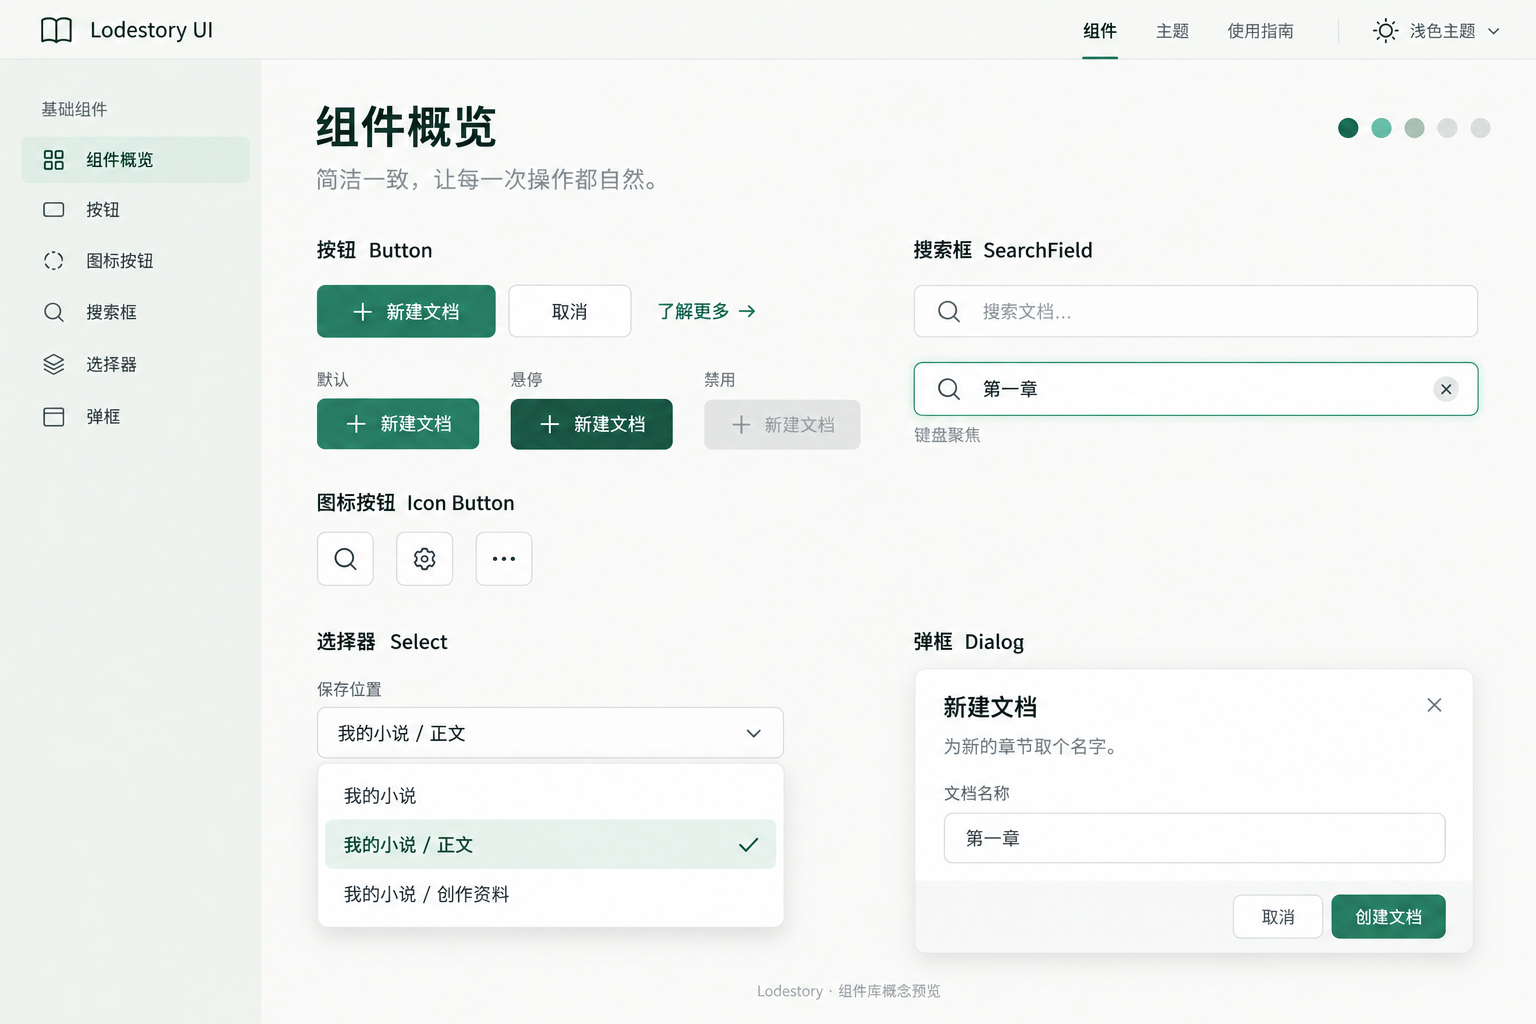 Lodestory UI
组件
主题
使用指南
浅色主题
基础组件
组件概览
按钮
图标按钮
搜索框
选择器
弹框
组件概览
简洁一致，让每一次操作都自然。
按钮 Button
新建文档
取消
了解更多 →
默认
悬停
禁用
新建文档
新建文档
新建文档
图标按钮 Icon Button
搜索框 SearchField
搜索文档...
第一章
键盘聚焦
选择器 Select
保存位置
我的小说 / 正文
我的小说
我的小说 / 正文
我的小说 / 创作资料
弹框 Dialog
新建文档
为新的章节取个名字。
文档名称
第一章
取消
创建文档
Lodestory · 组件库概念预览